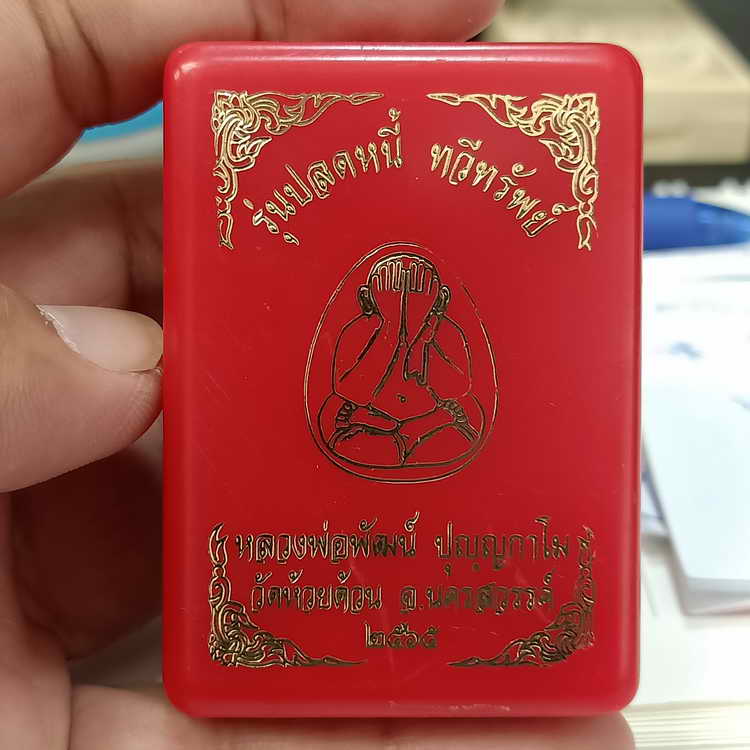 รุ่นปลดหนี้ ทวีทรัพย์
หลวงพ่อพัฒน์ ปุญฺญกาโม
วัดห้วยด้วน จ.นครสวรรค์
๒๕๖๕